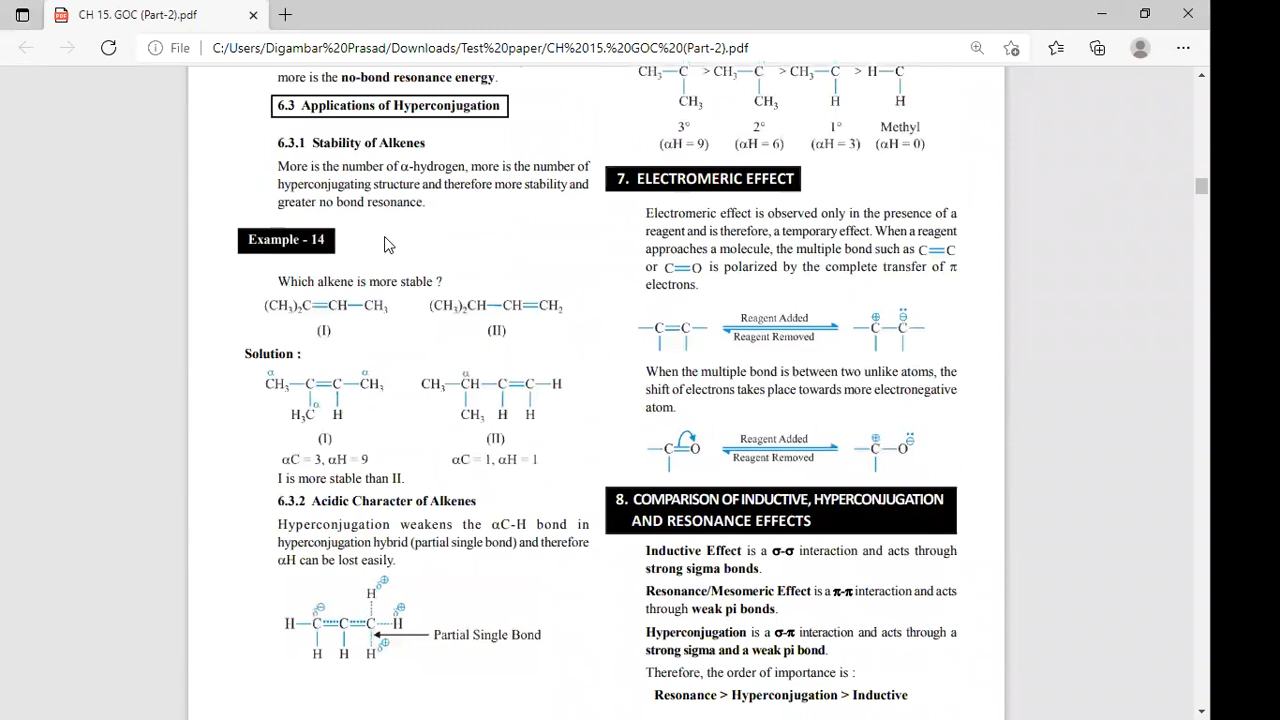 CH 15. GOC (Part-2).pdf
File C:/Users/Digambar%20Prasad/Downloads/Test%20paper/CH%2015.%20GOC%20(Part-2).pdf
more is the no-bond resonance energy.
6.3 Applications of Hyperconjugation
6.3.1 Stability of Alkenes
More is the number of α-hydrogen, more is the number of
hyperconjugating structure and therefore more stability and
greater no bond resonance.
Example - 14
Which alkene is more stable ?
(CH₃)₂C═CH—CH₃ (CH₃)₂CH—CH═CH₂
(I) (II)
Solution :
α α α
CH₃—C═C—CH₃ CH₃—CH—C═C—H
H₃C α H CH₃ H H
(I) (II)
αC = 3, αH = 9 αC = 1, αH = 1
I is more stable than II.
6.3.2 Acidic Character of Alkenes
Hyperconjugation weakens the αC-H bond in
hyperconjugation hybrid (partial single bond) and therefore
αH can be lost easily.
H δ⊕
δ⊖ δ⊕
H—C┅C┅C┄H
H H H δ⊕
Partial Single Bond
CH₃—C > CH₃—C > CH₃—C > H—C
CH₃ CH₃ H H
3° 2° 1° Methyl
(αH = 9) (αH = 6) (αH = 3) (αH = 0)
7. ELECTROMERIC EFFECT
Electromeric effect is observed only in the presence of a
reagent and is therefore, a temporary effect. When a reagent
approaches a molecule, the multiple bond such as C═C
or C═O is polarized by the complete transfer of π
electrons.
—C═C— Reagent Added ⊕ ⊖
Reagent Removed —C—C—
When the multiple bond is between two unlike atoms, the
shift of electrons takes place towards more electronegative
atom.
—C═O Reagent Added ⊕ ⊖
Reagent Removed —C—O
8. COMPARISON OF INDUCTIVE, HYPERCONJUGATION
AND RESONANCE EFFECTS
Inductive Effect is a σ-σ interaction and acts through
strong sigma bonds.
Resonance/Mesomeric Effect is a π-π interaction and acts
through weak pi bonds.
Hyperconjugation is a σ-π interaction and acts through a
strong sigma and a weak pi bond.
Therefore, the order of importance is :
Resonance > Hyperconjugation > Inductive